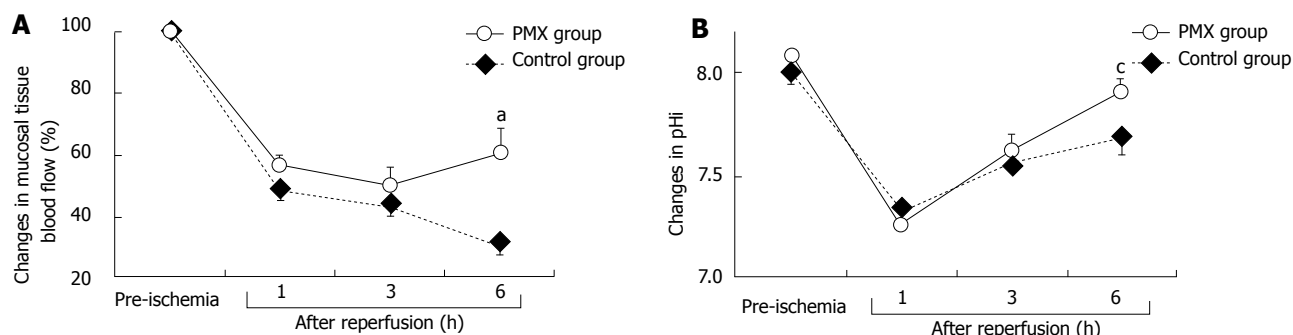 A
Changes in mucosal tissue
blood flow (%)
100
80
60
40
20
PMX group
Control group
a
Pre-ischemia
1
3
6
After reperfusion (h)
B
Changes in pHi
8.0
7.5
7.0
PMX group
Control group
c
Pre-ischemia
1
3
6
After reperfusion (h)